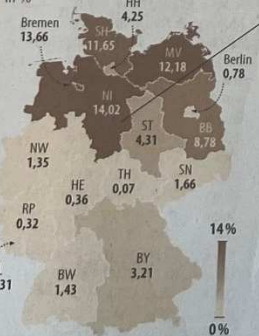 in %
HH
4,25
Bremen
13,66
SH
11,65
MV
12,18
Berlin
0,78
NI
14,02
ST
4,31
BB
8,78
NW
1,35
HE
0,36
TH
0,07
SN
1,66
RP
0,32
31
BW
1,43
BY
3,21
14%
0%